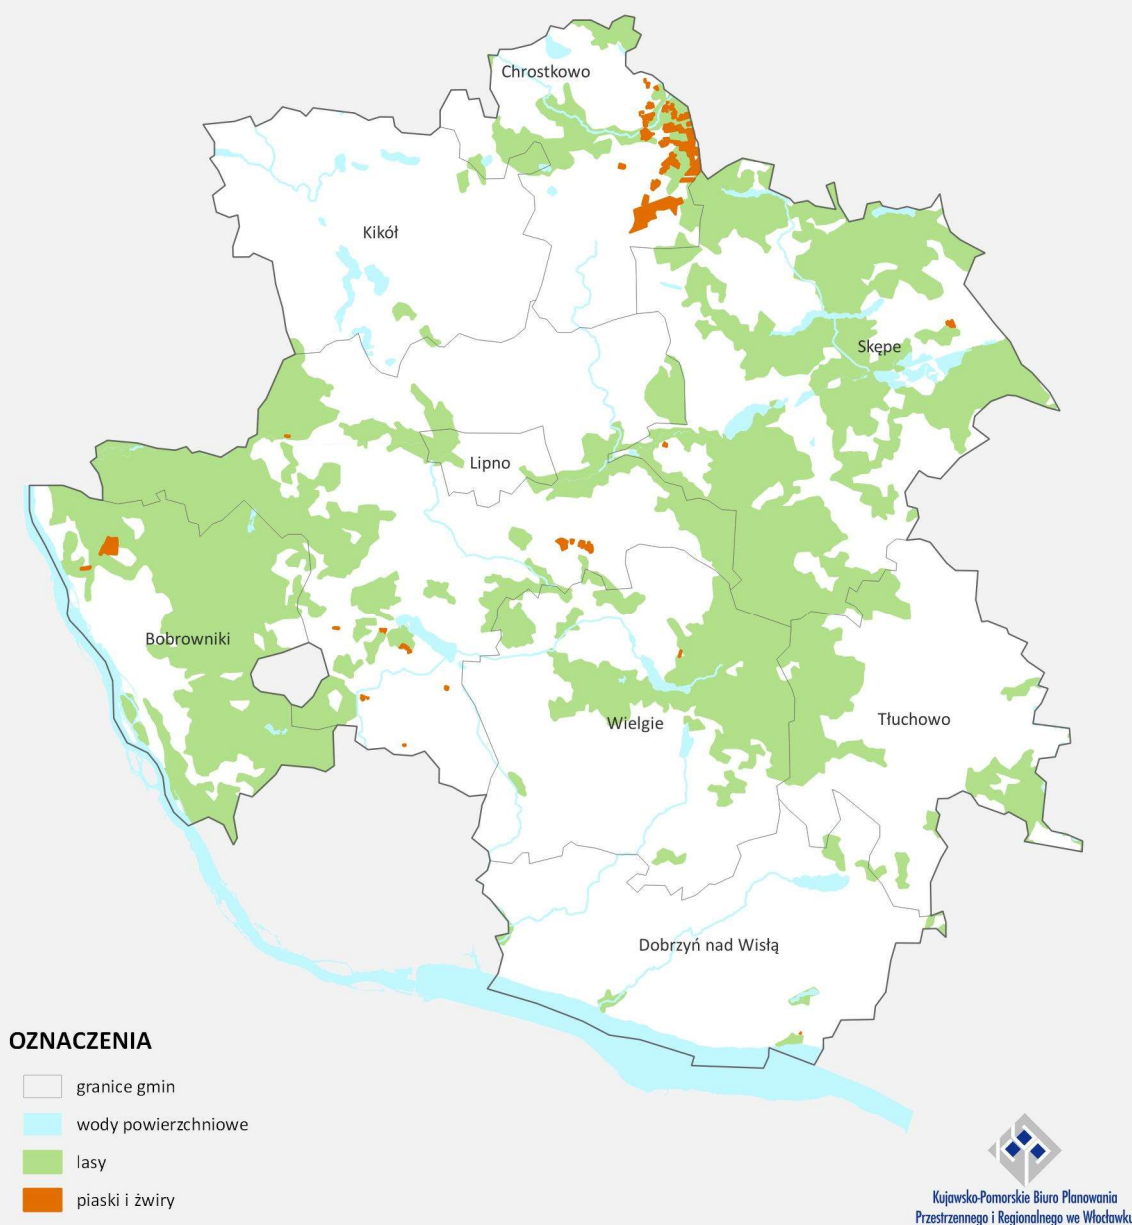 Chrostkowo
Kikół
Skępe
Lipno
Bobrowniki
Wielgie
Tłuchowo
Dobrzyń nad Wisłą
OZNACZENIA
granice gmin
wody powierzchniowe
lasy
piaski i żwiry
Kujawsko-Pomorskie Biuro Planowania
Przestrzennego i Regionalnego we Włocławku